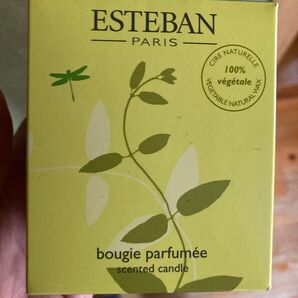 ESTEBAN
PARIS
CIRE NATURELLE
100%
végétale
VEGETABLE NATURAL WAX
bougie parfumée
scented candle